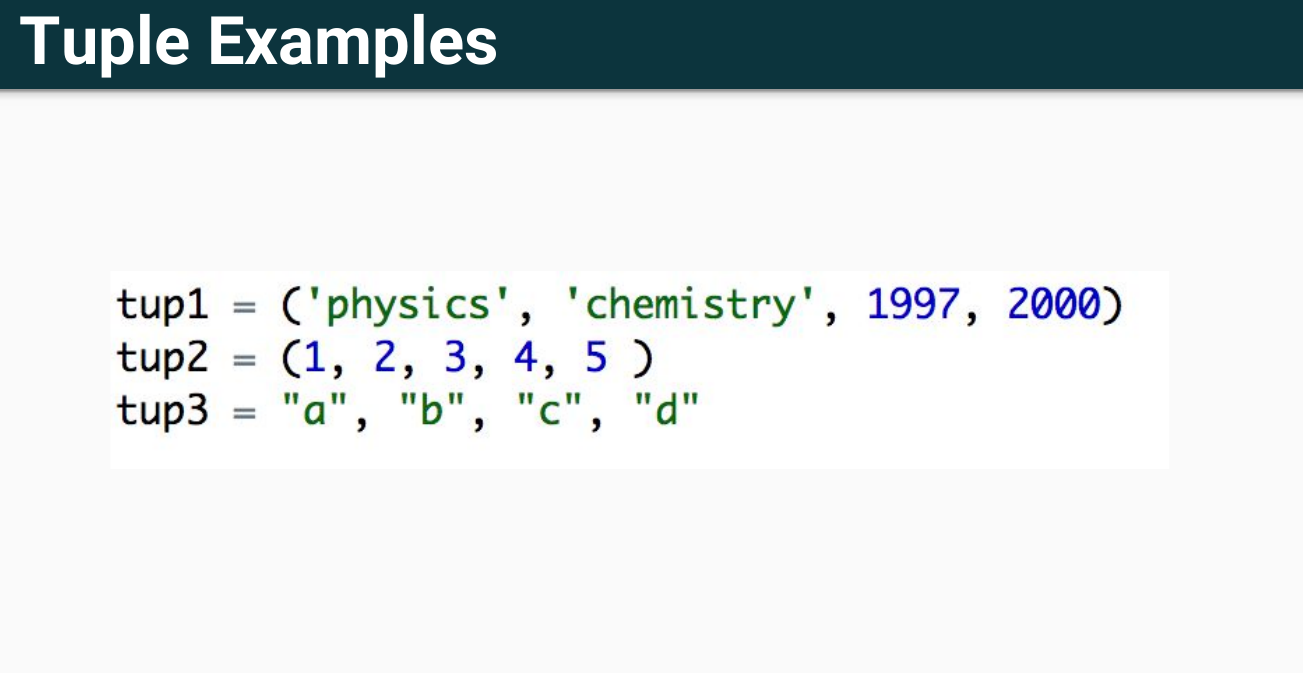 Tuple Examples
tup1 = ('physics', 'chemistry', 1997, 2000)
tup2 = (1, 2, 3, 4, 5 )
tup3 = "a", "b", "c", "d"